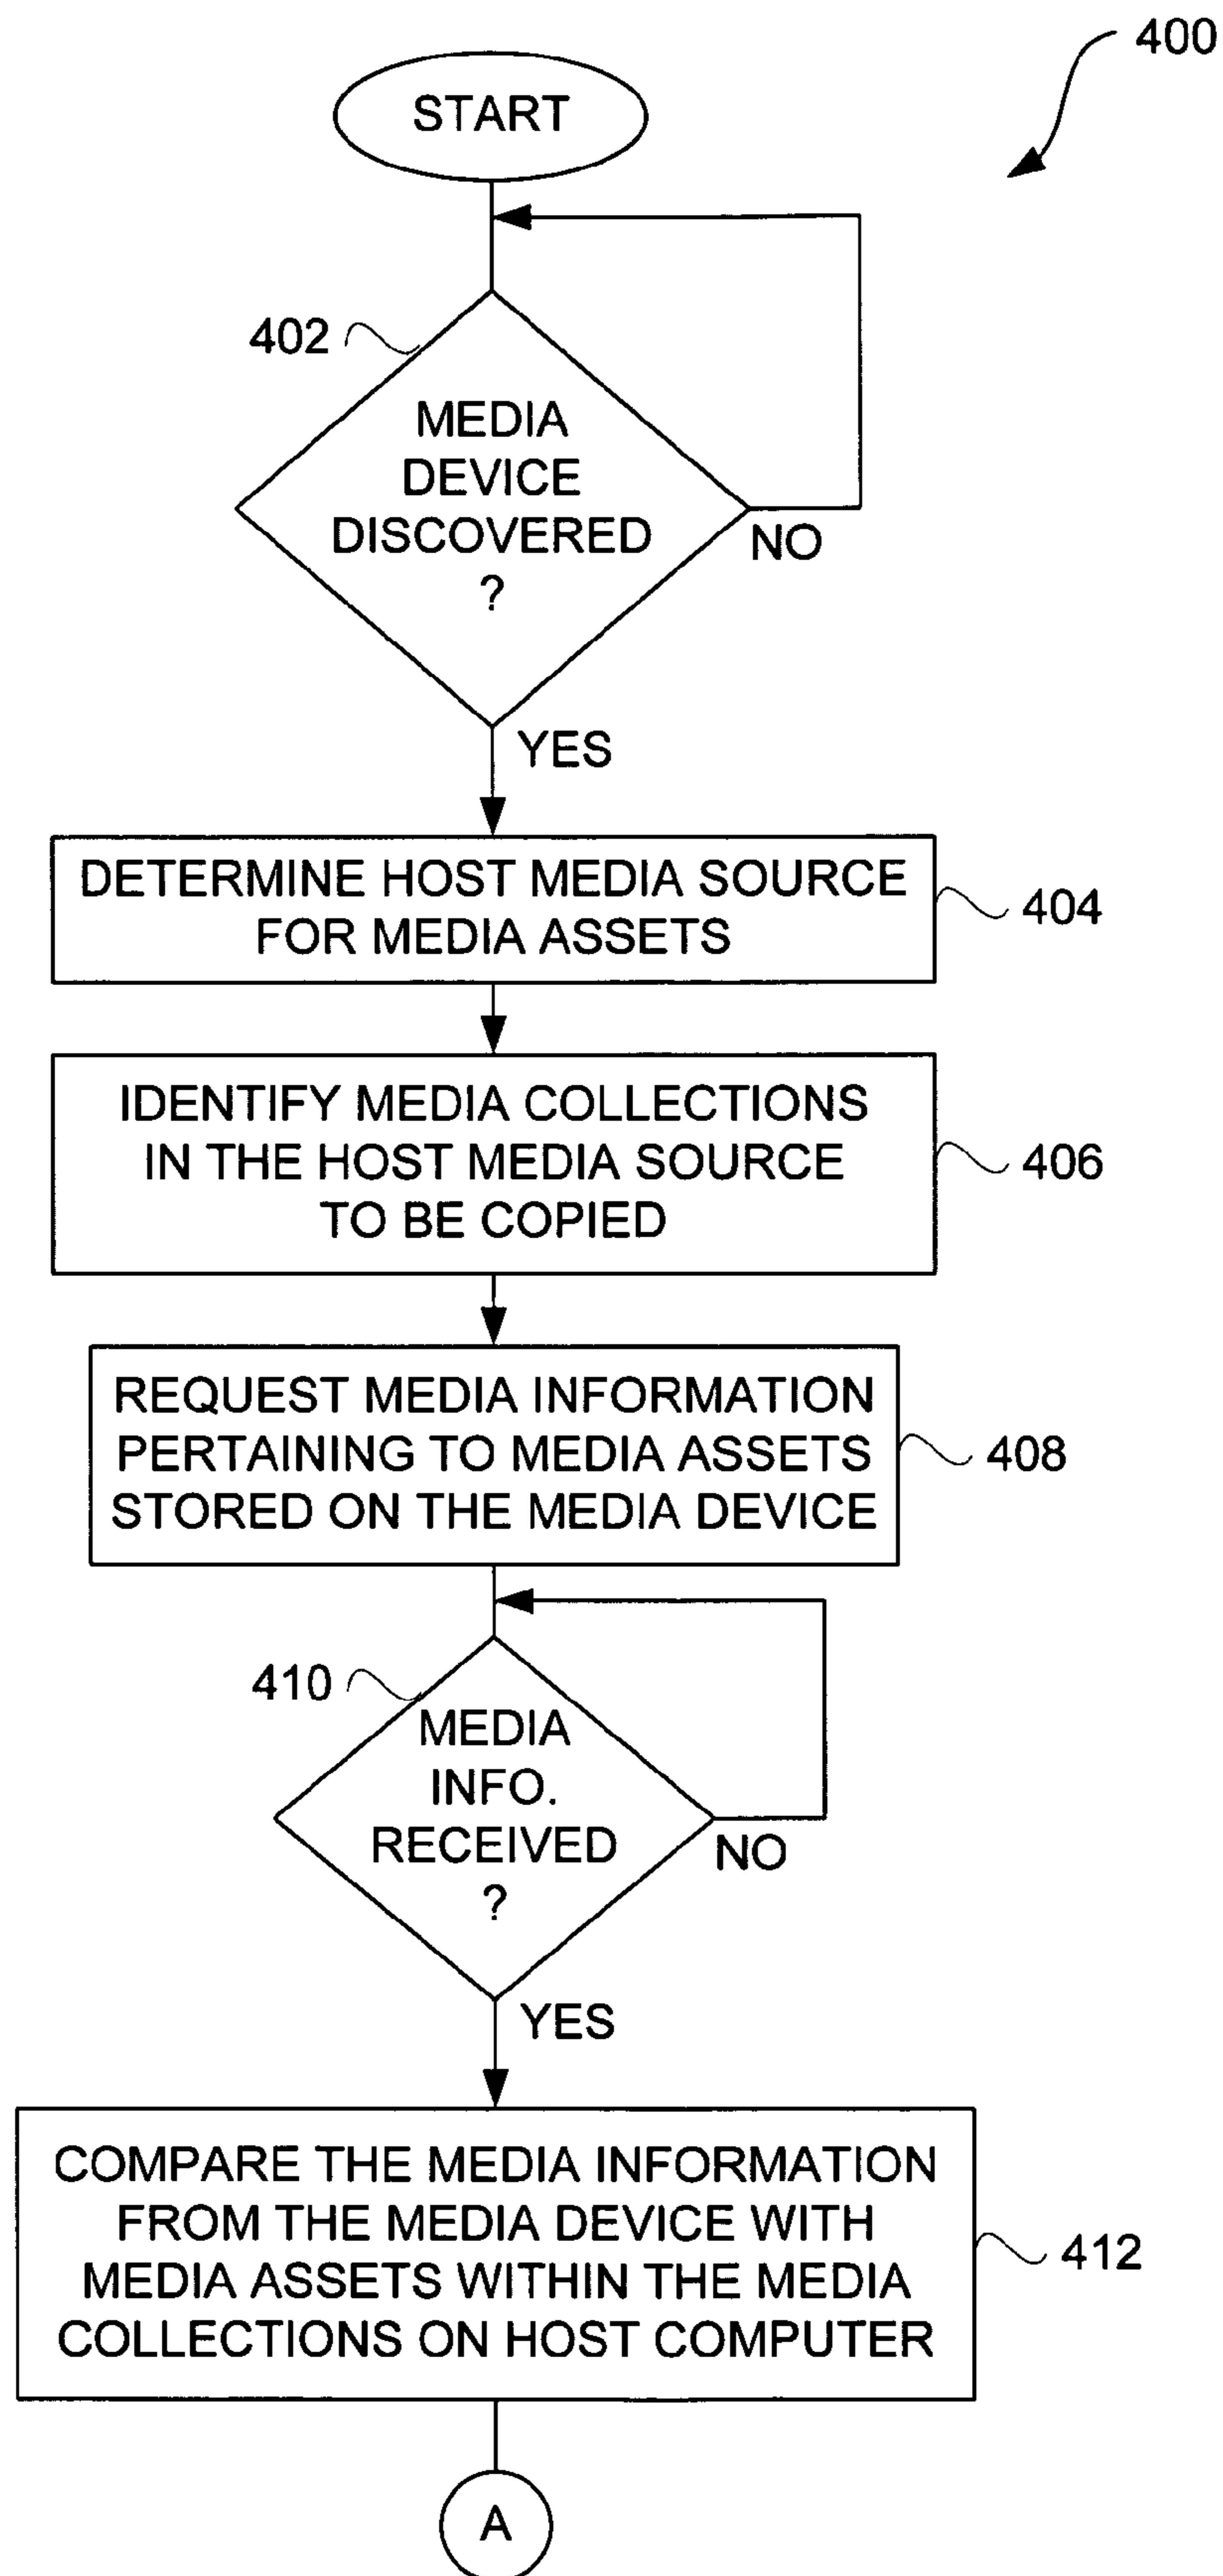 400
START
402
MEDIA
DEVICE
DISCOVERED
?
NO
YES
DETERMINE HOST MEDIA SOURCE
FOR MEDIA ASSETS
404
IDENTIFY MEDIA COLLECTIONS
IN THE HOST MEDIA SOURCE
TO BE COPIED
406
REQUEST MEDIA INFORMATION
PERTAINING TO MEDIA ASSETS
STORED ON THE MEDIA DEVICE
408
410
MEDIA
INFO.
RECEIVED
?
NO
YES
COMPARE THE MEDIA INFORMATION
FROM THE MEDIA DEVICE WITH
MEDIA ASSETS WITHIN THE MEDIA
COLLECTIONS ON HOST COMPUTER
412
A